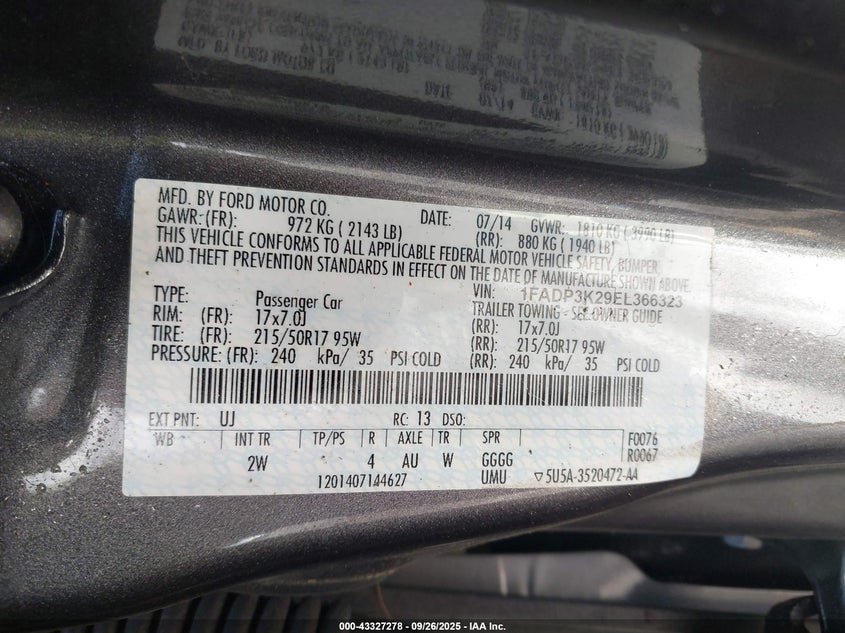 MFD. BY FORD MOTOR CO. DATE: 07/14 GVWR: 1810 KG ( 3990 LB)
GAWR: (FR): 972 KG ( 2143 LB) (RR): 880 KG ( 1940 LB)
THIS VEHICLE CONFORMS TO ALL APPLICABLE FEDERAL MOTOR VEHICLE SAFETY, BUMPER,
AND THEFT PREVENTION STANDARDS IN EFFECT ON THE DATE OF MANUFACTURE SHOWN ABOVE.
VIN: 1FADP3K29EL366323
TYPE: Passenger Car TRAILER TOWING - SEE OWNER GUIDE
RIM: (FR): 17x7.0J (RR): 17x7.0J
TIRE: (FR): 215/50R17 95W (RR): 215/50R17 95W
PRESSURE: (FR): 240 kPa/ 35 PSI COLD (RR): 240 kPa/ 35 PSI COLD
EXT PNT: UJ RC: 13 DSO:
WB INT TR TP/PS R AXLE TR SPR F0076
2W 4 AU W GGGG R0067
1201407144627 UMU ▽5U5A-3520472-AA
000-43327278 - 09/26/2025 - IAA Inc.